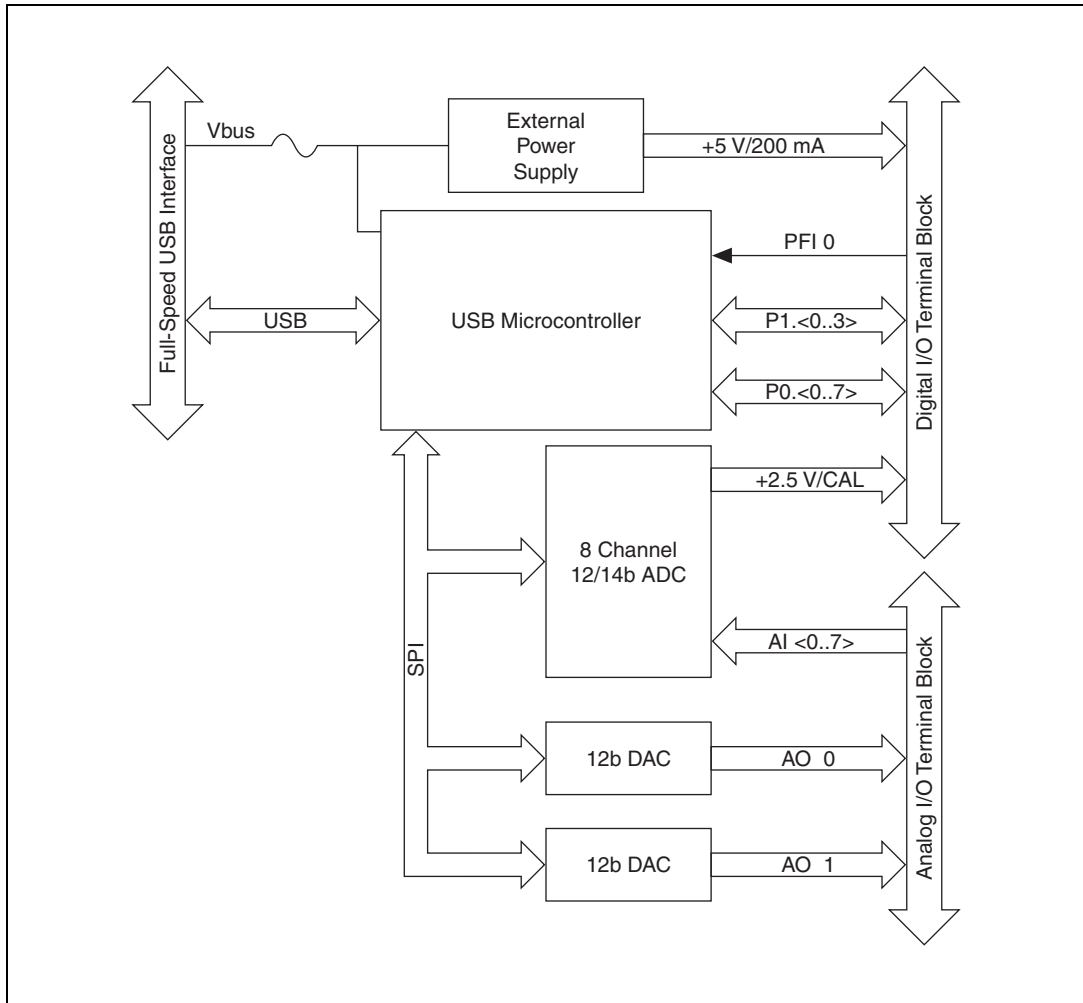 Vbus
External
Power
Supply
+5 V/200 mA
Full-Speed USB Interface
PFI 0
USB
USB Microcontroller
P1.<0..3>
P0.<0..7>
Digital I/O Terminal Block
+2.5 V/CAL
8 Channel
12/14b ADC
AI <0..7>
SPI
12b DAC
AO 0
12b DAC
AO 1
Analog I/O Terminal Block